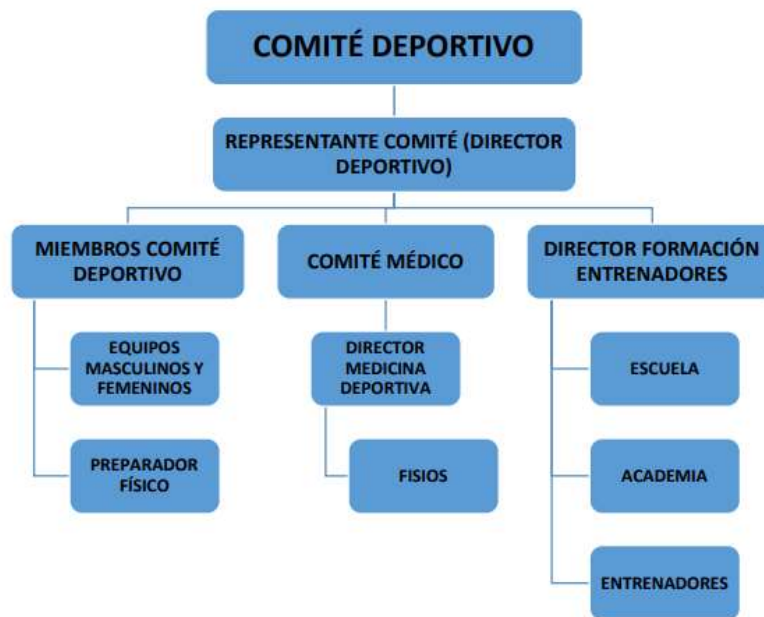 COMITÉ DEPORTIVO
REPRESENTANTE COMITÉ (DIRECTOR
DEPORTIVO)
MIEMBROS COMITÉ
DEPORTIVO
EQUIPOS
MASCULINOS Y
FEMENINOS
PREPARADOR
FÍSICO
COMITÉ MÉDICO
DIRECTOR
MEDICINA
DEPORTIVA
FISIOS
DIRECTOR FORMACIÓN
ENTRENADORES
ESCUELA
ACADEMIA
ENTRENADORES